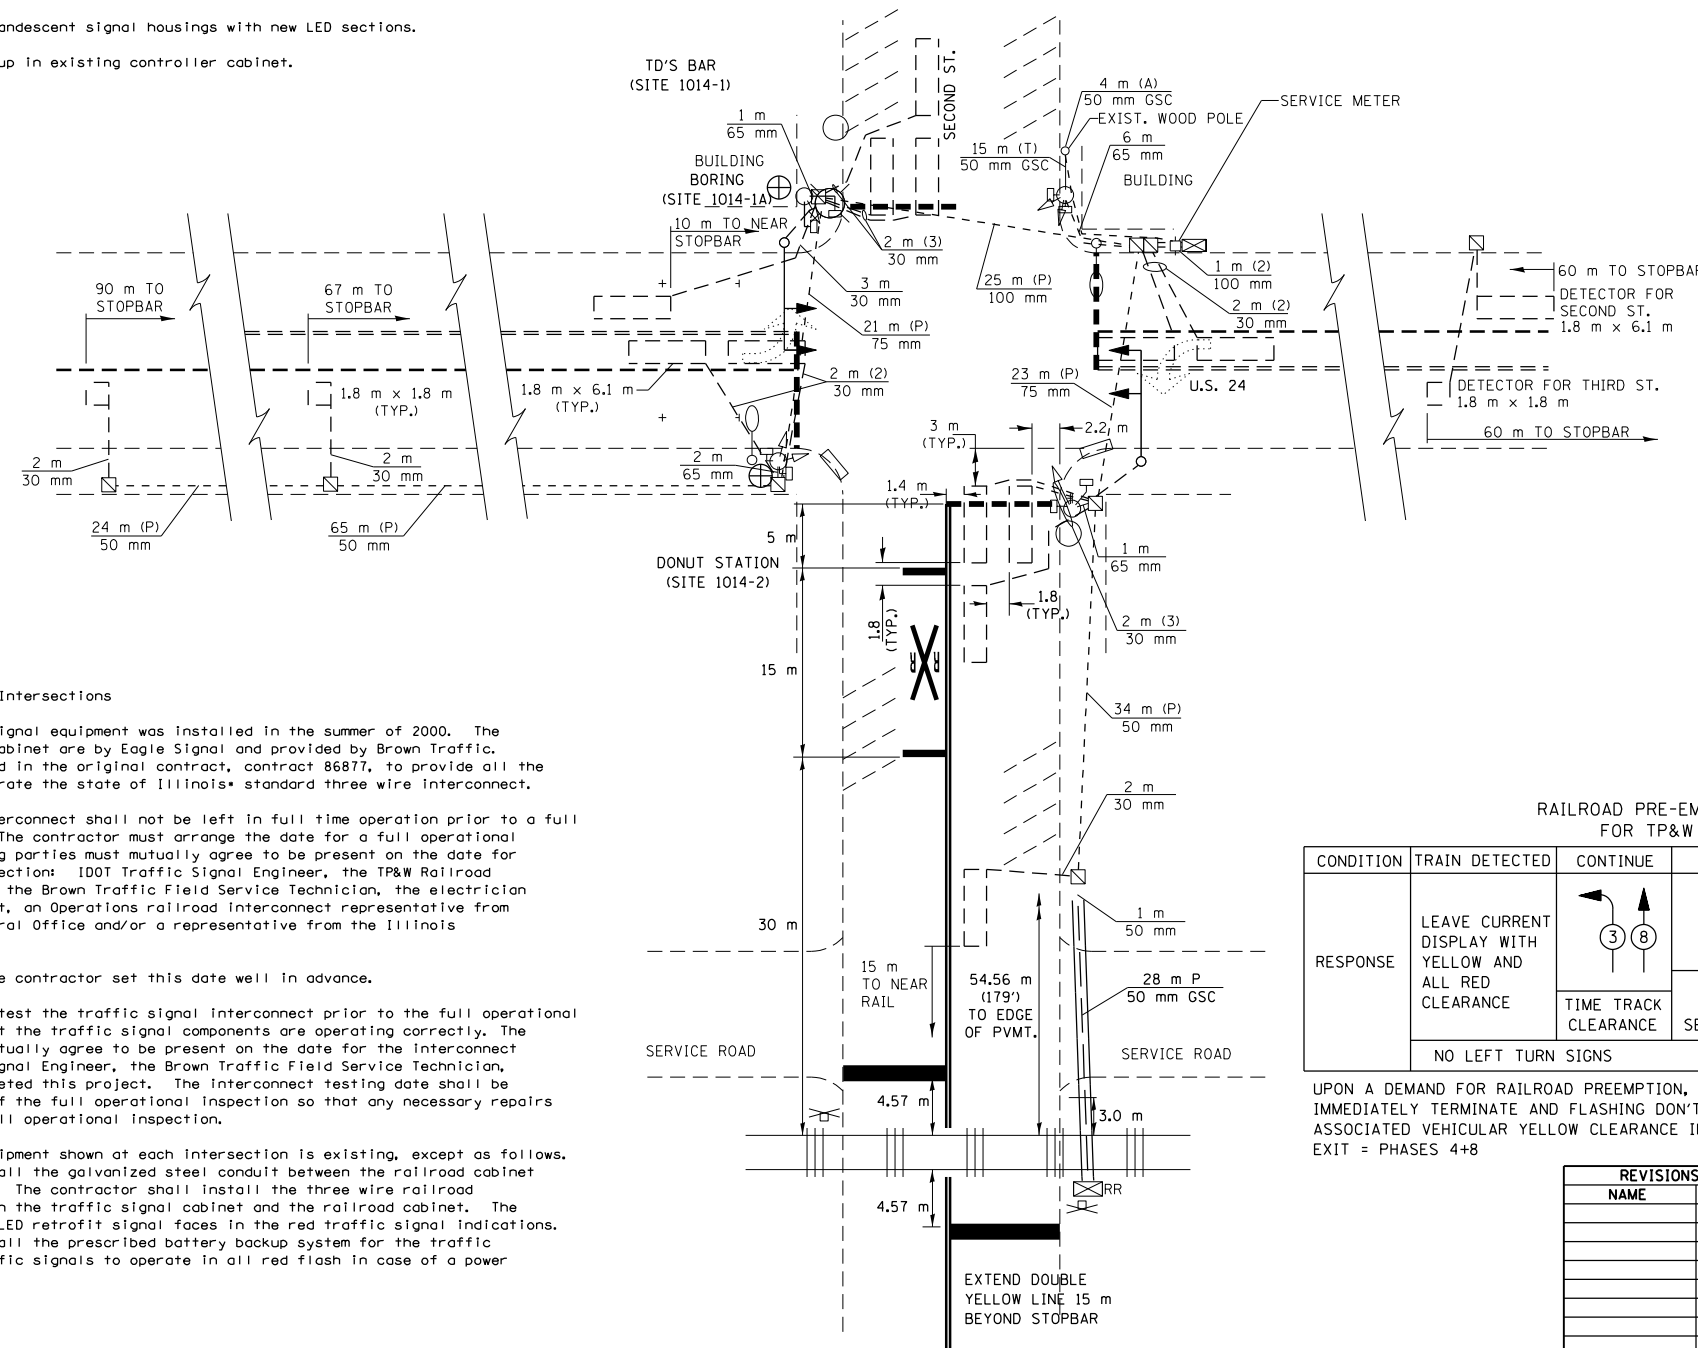 andescent signal housings with new LED sections.
up in existing controller cabinet.
TD'S BAR
(SITE 1014-1)
SECOND ST.
1 m
65 mm
BUILDING
BORING
(SITE 1014-1A)
10 m TO NEAR
STOPBAR
4 m (A)
50 mm GSC
EXIST. WOOD POLE
SERVICE METER
15 m (T)
50 mm GSC
6 m
65 mm
BUILDING
2 m (3)
30 mm
3 m
30 mm
25 m (P)
100 mm
1 m (2)
100 mm
2 m (2)
30 mm
60 m TO STOPBAR
DETECTOR FOR
SECOND ST.
1.8 m x 6.1 m
90 m TO
STOPBAR
67 m TO
STOPBAR
21 m (P)
75 mm
1.8 m x 1.8 m
(TYP.)
1.8 m x 6.1 m
(TYP.)
2 m (2)
30 mm
23 m (P)
75 mm
U.S. 24
DETECTOR FOR THIRD ST.
1.8 m x 1.8 m
60 m TO STOPBAR
3 m
(TYP.)
2.2 m
2 m
30 mm
2 m
30 mm
2 m
65 mm
1.4 m
(TYP.)
24 m (P)
50 mm
65 m (P)
50 mm
5 m
DONUT STATION
(SITE 1014-2)
1 m
65 mm
1.8
(TYP.)
1.8
(TYP.)
2 m (3)
30 mm
R R
15 m
34 m (P)
50 mm
2 m
30 mm
30 m
1 m
50 mm
15 m
TO NEAR
RAIL
54.56 m
(179')
TO EDGE
OF PVMT.
28 m P
50 mm GSC
SERVICE ROAD
SERVICE ROAD
4.57 m
3.0 m
4.57 m
RR
EXTEND DOUBLE
YELLOW LINE 15 m
BEYOND STOPBAR
Intersections
ignal equipment was installed in the summer of 2000. The
abinet are by Eagle Signal and provided by Brown Traffic.
d in the original contract, contract 86877, to provide all the
rate the state of Illinois* standard three wire interconnect.
erconnect shall not be left in full time operation prior to a full
The contractor must arrange the date for a full operational
g parties must mutually agree to be present on the date for
ection: IDOT Traffic Signal Engineer, the TP&W Railroad
the Brown Traffic Field Service Technician, the electrician
t, an Operations railroad interconnect representative from
ral Office and/or a representative from the Illinois
e contractor set this date well in advance.
test the traffic signal interconnect prior to the full operational
t the traffic signal components are operating correctly. The
tually agree to be present on the date for the interconnect
gnal Engineer, the Brown Traffic Field Service Technician,
eted this project. The interconnect testing date shall be
f the full operational inspection so that any necessary repairs
ll operational inspection.
ipment shown at each intersection is existing, except as follows.
all the galvanized steel conduit between the railroad cabinet
The contractor shall install the three wire railroad
n the traffic signal cabinet and the railroad cabinet. The
LED retrofit signal faces in the red traffic signal indications.
all the prescribed battery backup system for the traffic
fic signals to operate in all red flash in case of a power
RAILROAD PRE-EM
FOR TP&W
CONDITION TRAIN DETECTED CONTINUE
RESPONSE
LEAVE CURRENT
DISPLAY WITH
YELLOW AND
ALL RED
CLEARANCE
3 8
TIME TRACK
CLEARANCE
SE
NO LEFT TURN SIGNS
UPON A DEMAND FOR RAILROAD PREEMPTION,
IMMEDIATELY TERMINATE AND FLASHING DON'T
ASSOCIATED VEHICULAR YELLOW CLEARANCE I
EXIT = PHASES 4+8
REVISIONS
NAME